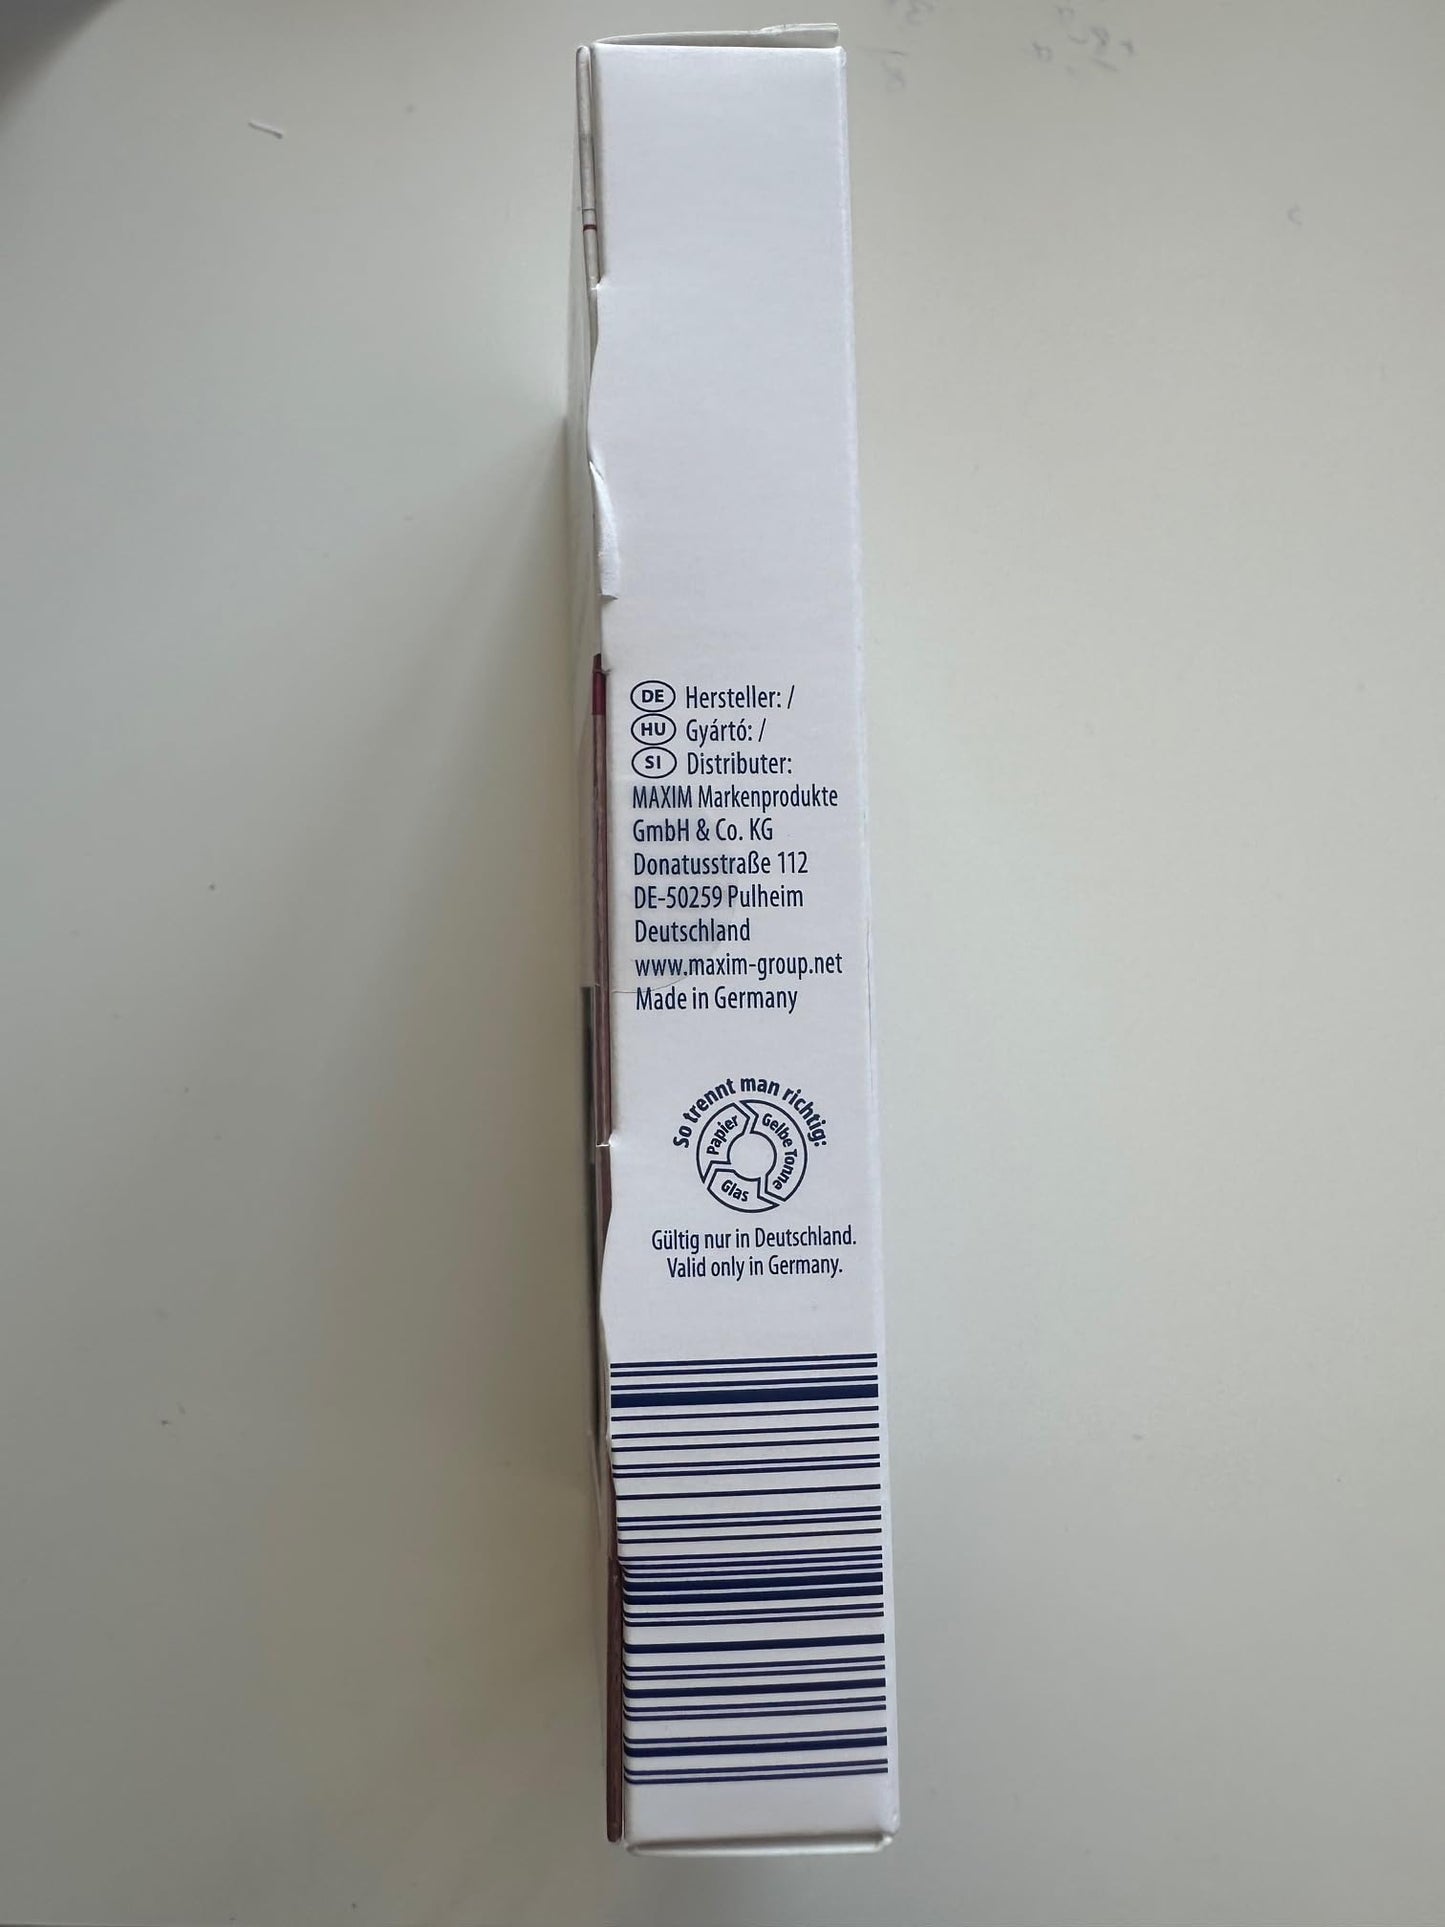 DE Hersteller: /
HU Gyártó: /
SI Distributer:
MAXIM Markenprodukte
GmbH & Co. KG
Donatusstraße 112
DE-50259 Pulheim
Deutschland
www.maxim-group.net
Made in Germany
So trennt man richtig:
Papier
Gelbe Tonne
Glas
Gültig nur in Deutschland.
Valid only in Germany.